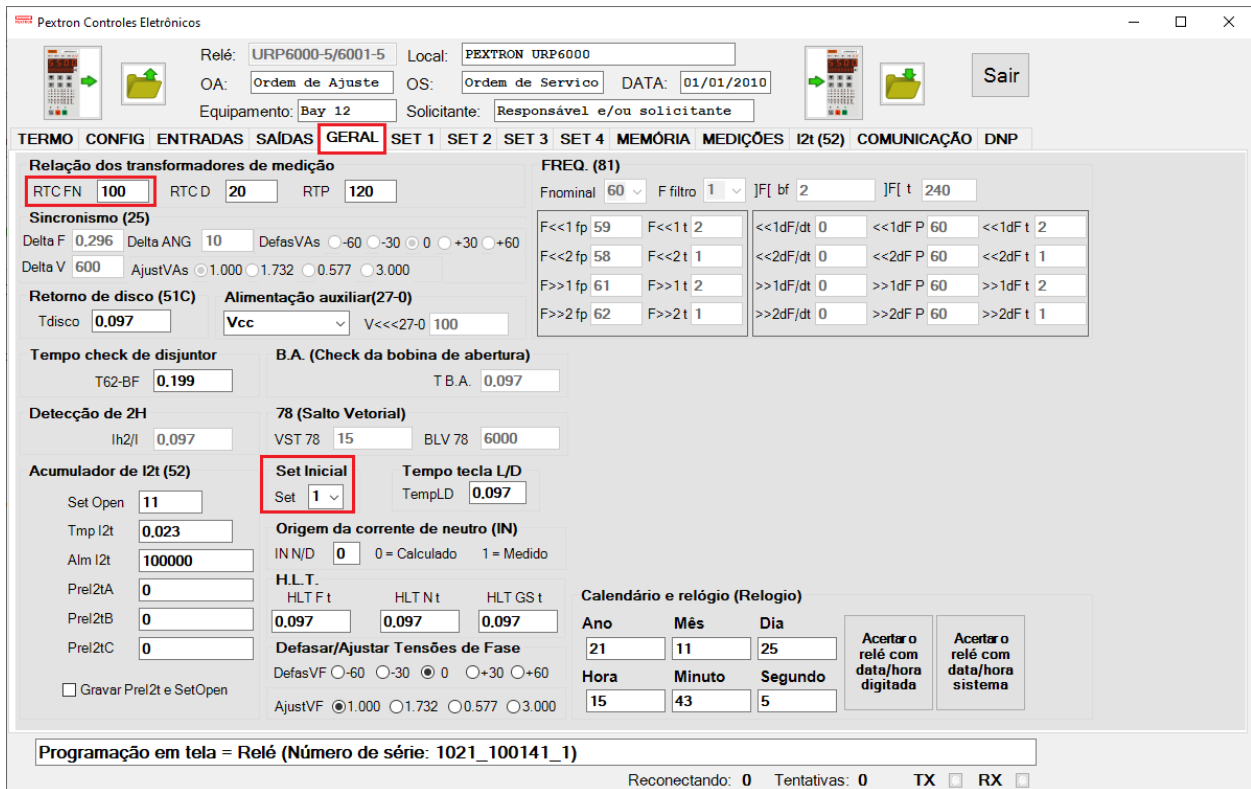 Pextron Controles Eletrônicos
Relé: URP6000-5/6001-5 Local: PEXTRON URP6000
OA: Ordem de Ajuste OS: Ordem de Servico DATA: 01/01/2010
Equipamento: Bay 12 Solicitante: Responsável e/ou solicitante
Sair
TERMO CONFIG ENTRADAS SAÍDAS GERAL SET 1 SET 2 SET 3 SET 4 MEMÓRIA MEDIÇÕES I2t (52) COMUNICAÇÃO DNP
Relação dos transformadores de medição
RTC FN 100 RTC D 20 RTP 120
Sincronismo (25)
Delta F 0,296 Delta ANG 10 DefasVAs -60 -30 0 +30 +60
Delta V 600 AjustVAs 1.000 1.732 0.577 3.000
Retorno de disco (51C)
Tdisco 0,097
Alimentação auxiliar(27-0)
Vcc V<<<27-0 100
FREQ. (81)
Fnominal 60 F filtro 1 ]F[ bf 2 ]F[ t 240
F<<1 fp 59 F<<1 t 2 <<1dF/dt 0 <<1dF P 60 <<1dF t 2
F<<2 fp 58 F<<2 t 1 <<2dF/dt 0 <<2dF P 60 <<2dF t 1
F>>1 fp 61 F>>1 t 2 >>1dF/dt 0 >>1dF P 60 >>1dF t 2
F>>2 fp 62 F>>2 t 1 >>2dF/dt 0 >>2dF P 60 >>2dF t 1
Tempo check de disjuntor
T62-BF 0,199
B.A. (Check da bobina de abertura)
T B.A. 0,097
Detecção de 2H
Ih2/I 0,097
78 (Salto Vetorial)
VST 78 15 BLV 78 6000
Acumulador de I2t (52)
Set Open 11
Tmp I2t 0,023
Alm I2t 100000
PreI2tA 0
PreI2tB 0
PreI2tC 0
Gravar PreI2t e SetOpen
Set Inicial
Set 1
Tempo tecla L/D
TempLD 0,097
Origem da corrente de neutro (IN)
IN N/D 0 0 = Calculado 1 = Medido
H.L.T.
HLT F t HLT N t HLT GS t
0,097 0,097 0,097
Defasar/Ajustar Tensões de Fase
DefasVF -60 -30 0 +30 +60
AjustVF 1.000 1.732 0.577 3.000
Calendário e relógio (Relogio)
Ano Mês Dia
21 11 25
Hora Minuto Segundo
15 43 5
Acertar o
relé com
data/hora
digitada
Acertar o
relé com
data/hora
sistema
Programação em tela = Relé (Número de série: 1021_100141_1)
Reconectando: 0 Tentativas: 0 TX RX